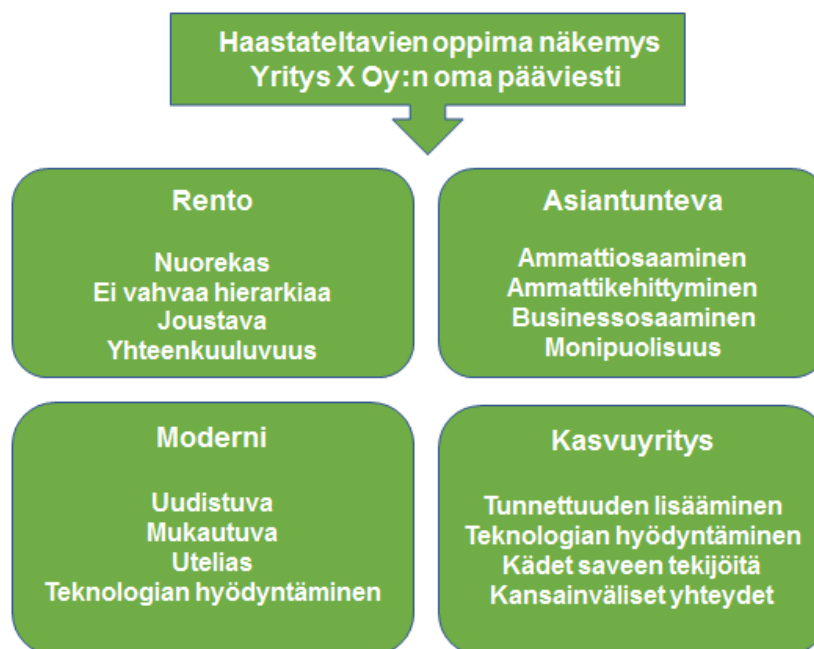 Haastateltavien oppima näkemys
Yritys X Oy:n oma pääviesti
Rento
Nuorekas
Ei vahvaa hierarkiaa
Joustava
Yhteenkuuluvuus
Asiantunteva
Ammattiosaaminen
Ammattikehittyminen
Businessosaaminen
Monipuolisuus
Moderni
Uudistuva
Mukautuva
Utelias
Teknologian hyödyntäminen
Kasvuyritys
Tunnettuuden lisääminen
Teknologian hyödyntäminen
Kädet saveen tekijöitä
Kansainväliset yhteydet